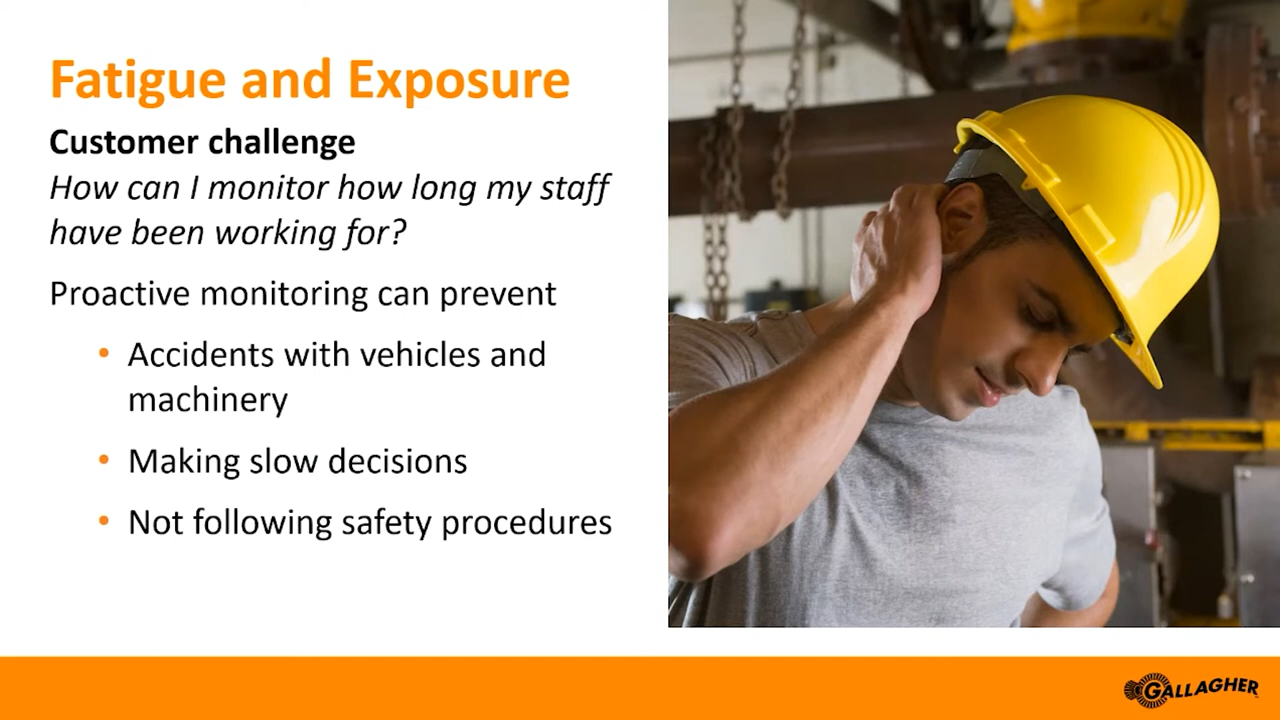 Fatigue and Exposure
Customer challenge
How can I monitor how long my staff
have been working for?
Proactive monitoring can prevent
• Accidents with vehicles and
machinery
• Making slow decisions
• Not following safety procedures
GALLAGHER